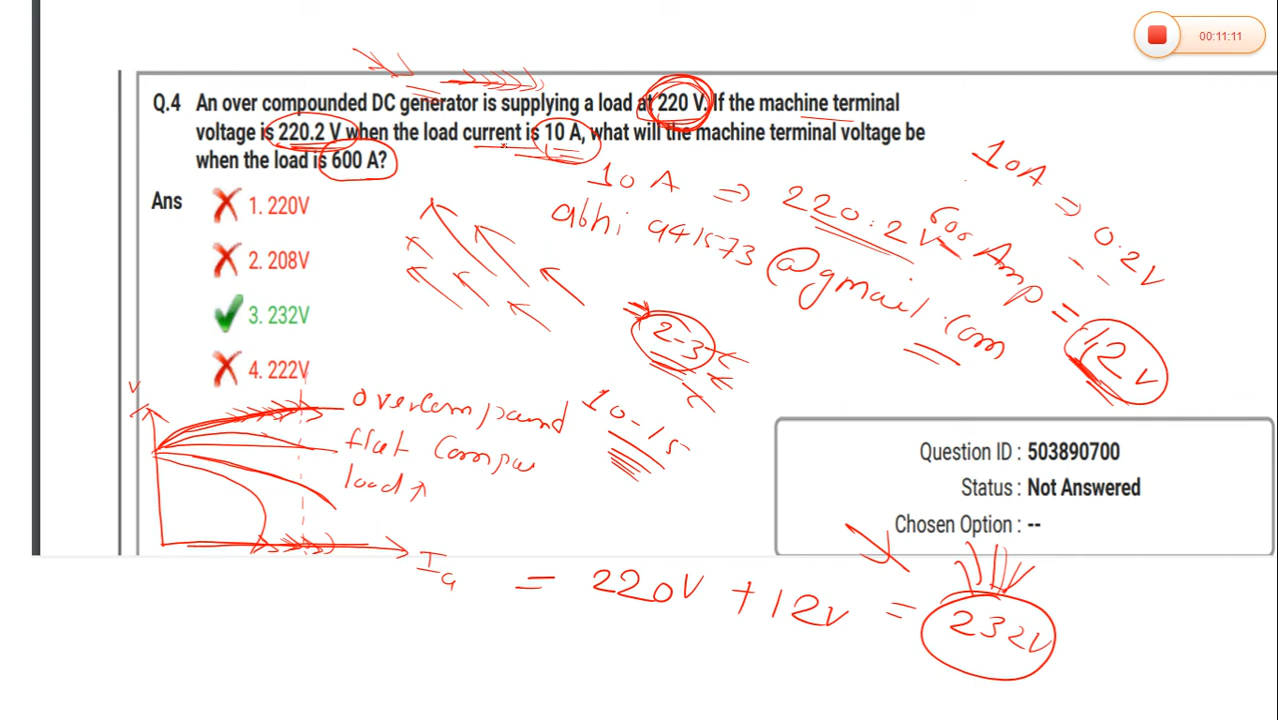 00:11:11
Q.4 An over compounded DC generator is supplying a load at 220 V. If the machine terminal
voltage is 220.2 V when the load current is 10 A, what will the machine terminal voltage be
when the load is 600 A?
Ans 1. 220V
2. 208V
3. 232V
4. 222V
10A => 220.2V
abhi 941573 @gmail.com
10A => 0.2V
600 Amp = 12V
2-3
10-15
V
overcompound
flat Compu
load ↑
Ia
Question ID : 503890700
Status : Not Answered
Chosen Option : --
= 220V + 12V = 232V